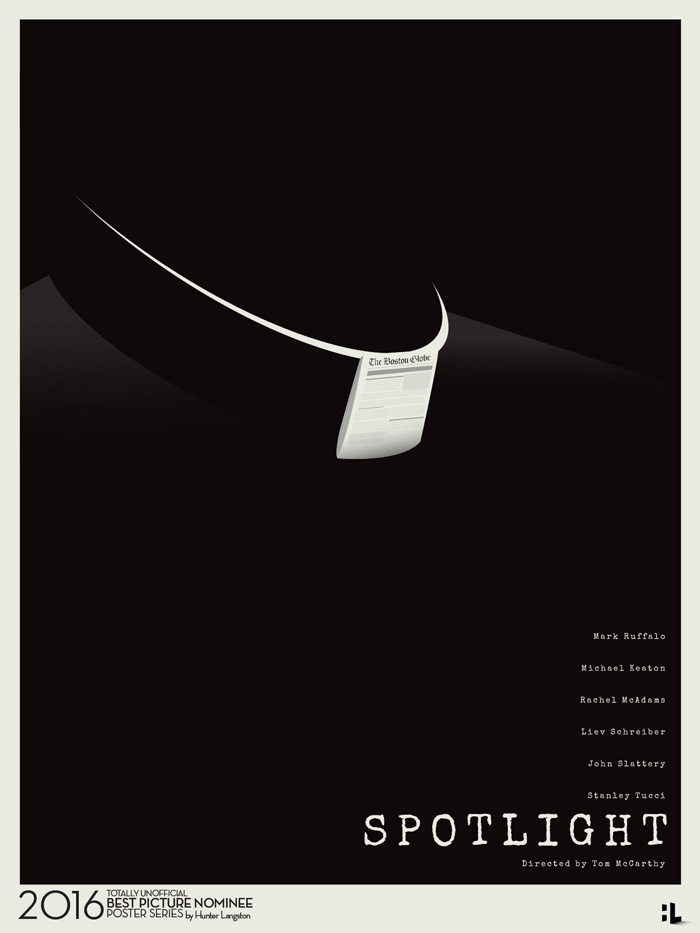 The Boston Globe
Mark Ruffalo
Michael Keaton
Rachel McAdams
Liev Schreiber
John Slattery
Stanley Tucci
SPOTLIGHT
Directed by Tom McCarthy
2016
TOTALLY UNOFFICIAL
BEST PICTURE NOMINEE
POSTER SERIES by Hunter Langston